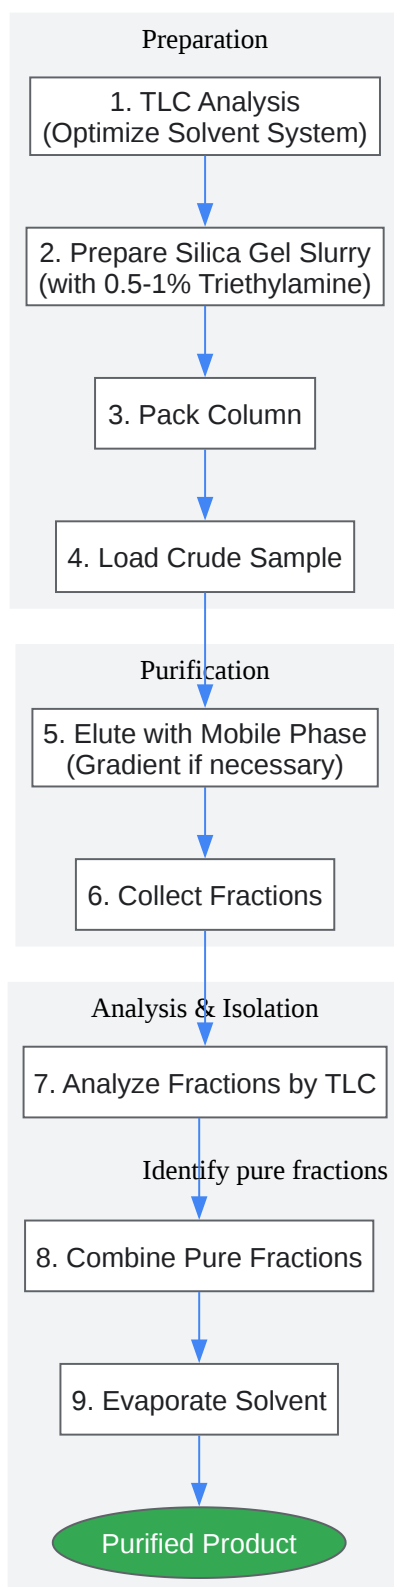 Preparation
1. TLC Analysis
(Optimize Solvent System)
2. Prepare Silica Gel Slurry
(with 0.5-1% Triethylamine)
3. Pack Column
4. Load Crude Sample
Purification
5. Elute with Mobile Phase
(Gradient if necessary)
6. Collect Fractions
Analysis & Isolation
7. Analyze Fractions by TLC
Identify pure fractions
8. Combine Pure Fractions
9. Evaporate Solvent
Purified Product